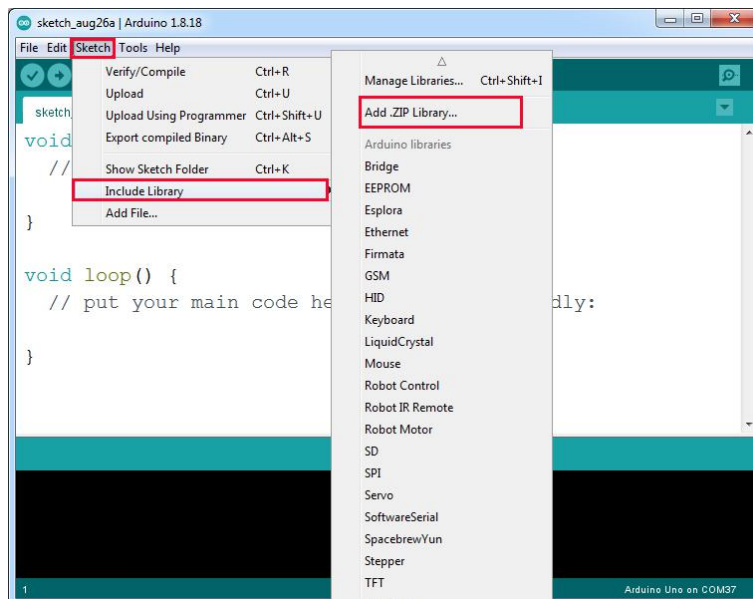 sketch_aug26a | Arduino 1.8.18
File Edit Sketch Tools Help
Verify/Compile Ctrl+R
Upload Ctrl+U
Upload Using Programmer Ctrl+Shift+U
Export compiled Binary Ctrl+Alt+S
Show Sketch Folder Ctrl+K
Include Library
Add File...
Manage Libraries... Ctrl+Shift+I
Add .ZIP Library...
Arduino libraries
Bridge
EEPROM
Esplora
Ethernet
Firmata
GSM
HID
Keyboard
LiquidCrystal
Mouse
Robot Control
Robot IR Remote
Robot Motor
SD
SPI
Servo
SoftwareSerial
SpacebrewYun
Stepper
TFT
sketch
void
//
}
void loop() {
// put your main code he dly:
}
1 Arduino Uno on COM37